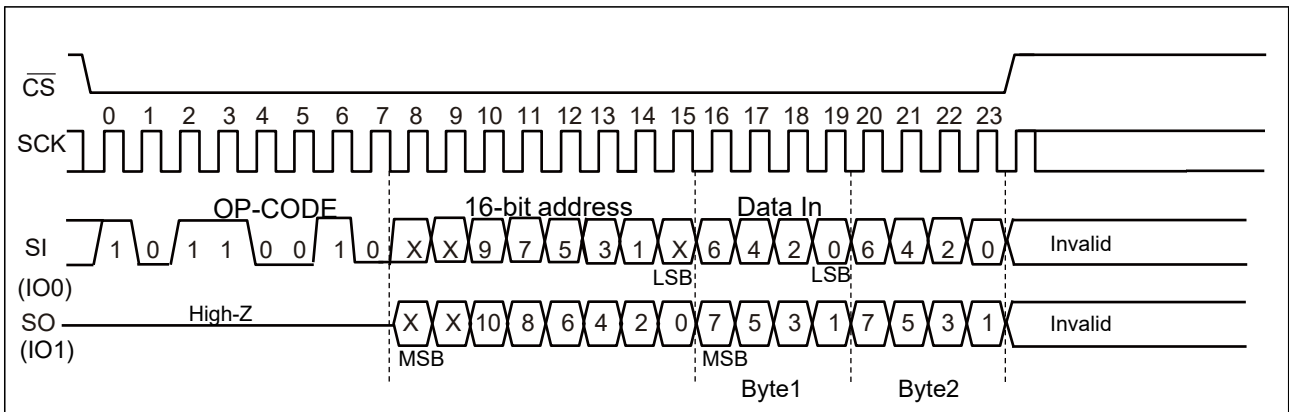 CS
0 1 2 3 4 5 6 7 8 9 10 11 12 13 14 15 16 17 18 19 20 21 22 23
SCK
OP-CODE 16-bit address Data In
SI 1 0 1 1 0 0 1 0 X X 9 7 5 3 1 X 6 4 2 0 6 4 2 0 Invalid
LSB LSB
(IO0)
SO High-Z X X 10 8 6 4 2 0 7 5 3 1 7 5 3 1 Invalid
(IO1)
MSB MSB
Byte1 Byte2